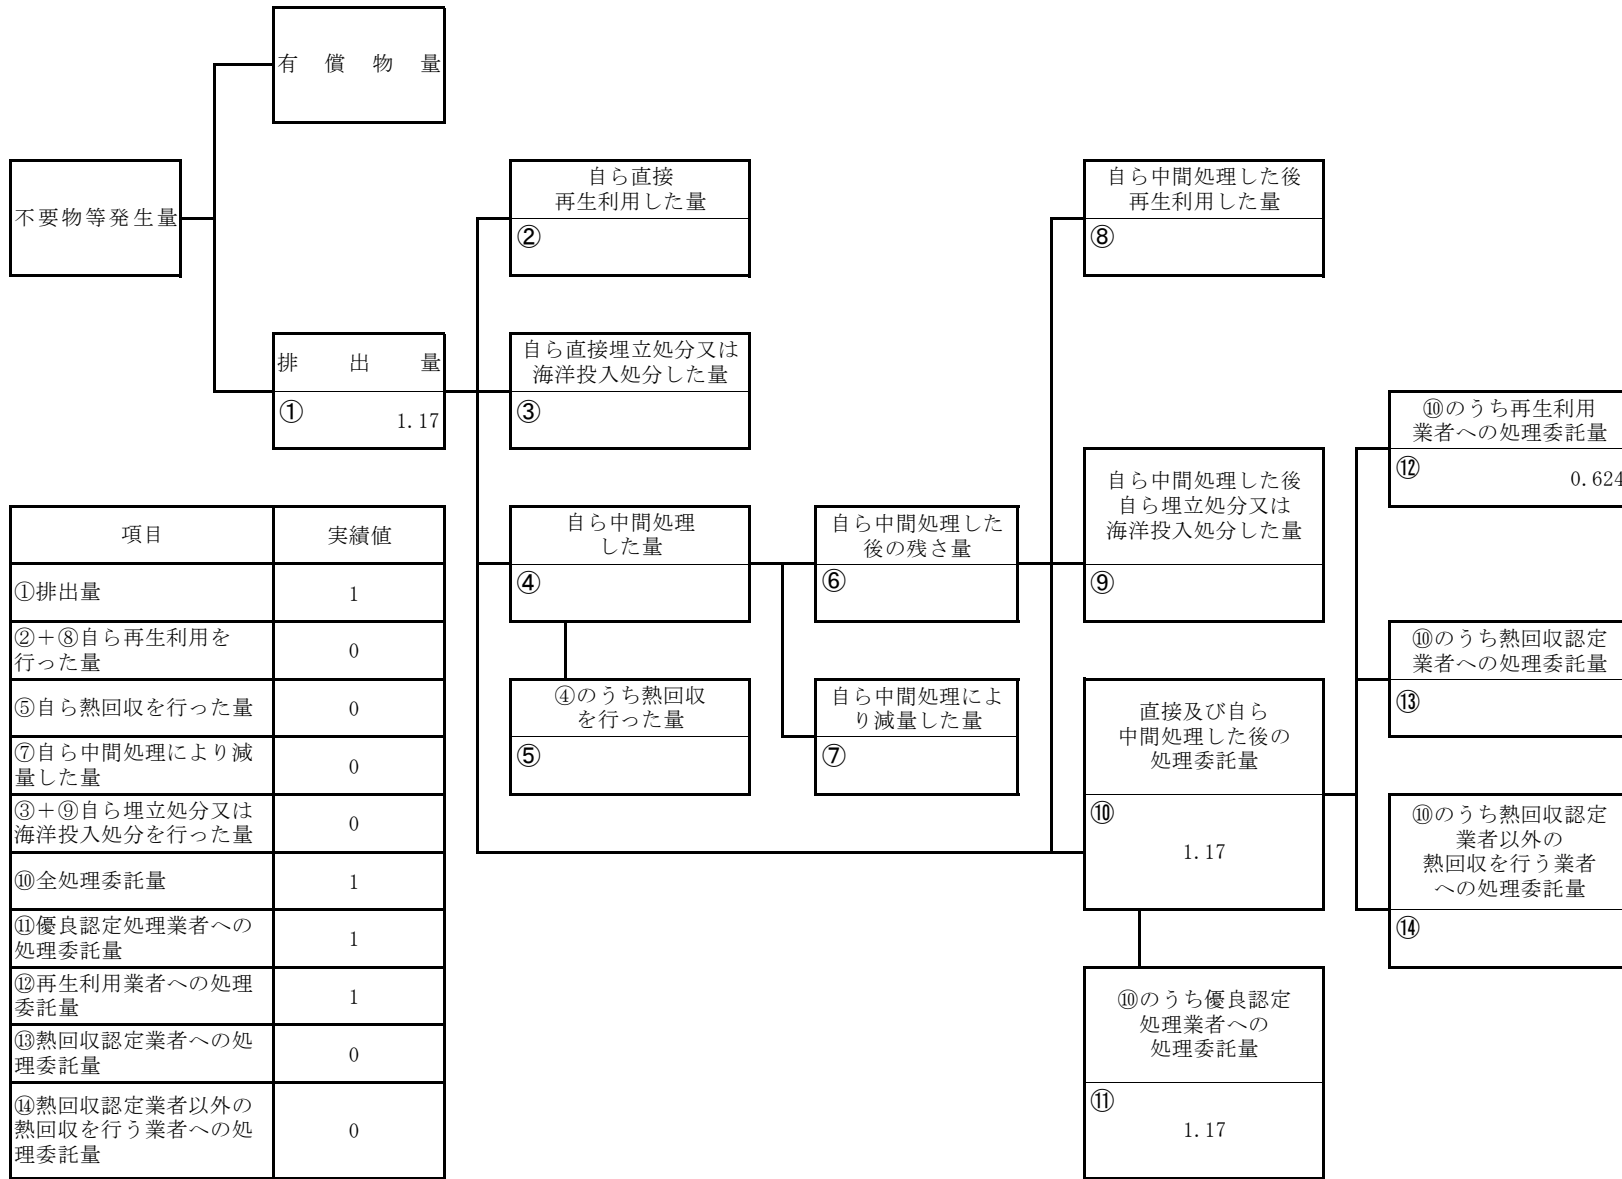 有償物量
不要物等発生量
排出量
①
1.17
自ら直接
再生利用した量
②
自ら直接埋立処分又は
海洋投入処分した量
③
自ら中間処理
した量
④
④のうち熱回収
を行った量
⑤
自ら中間処理した
後の残さ量
⑥
自ら中間処理によ
り減量した量
⑦
自ら中間処理した後
再生利用した量
⑧
自ら中間処理した後
自ら埋立処分又は
海洋投入処分した量
⑨
直接及び自ら
中間処理した後の
処理委託量
⑩
1.17
⑩のうち優良認定
処理業者への
処理委託量
⑪
1.17
⑩のうち再生利用
業者への処理委託量
⑫
0.624
⑩のうち熱回収認定
業者への処理委託量
⑬
⑩のうち熱回収認定
業者以外の
熱回収を行う業者
への処理委託量
⑭
項目 実績値
①排出量 1
②＋⑧自ら再生利用を
行った量 0
⑤自ら熱回収を行った量 0
⑦自ら中間処理により減
量した量 0
③＋⑨自ら埋立処分又は
海洋投入処分を行った量 0
⑩全処理委託量 1
⑪優良認定処理業者への
処理委託量 1
⑫再生利用業者への処理
委託量 1
⑬熱回収認定業者への処
理委託量 0
⑭熱回収認定業者以外の
熱回収を行う業者への処
理委託量 0